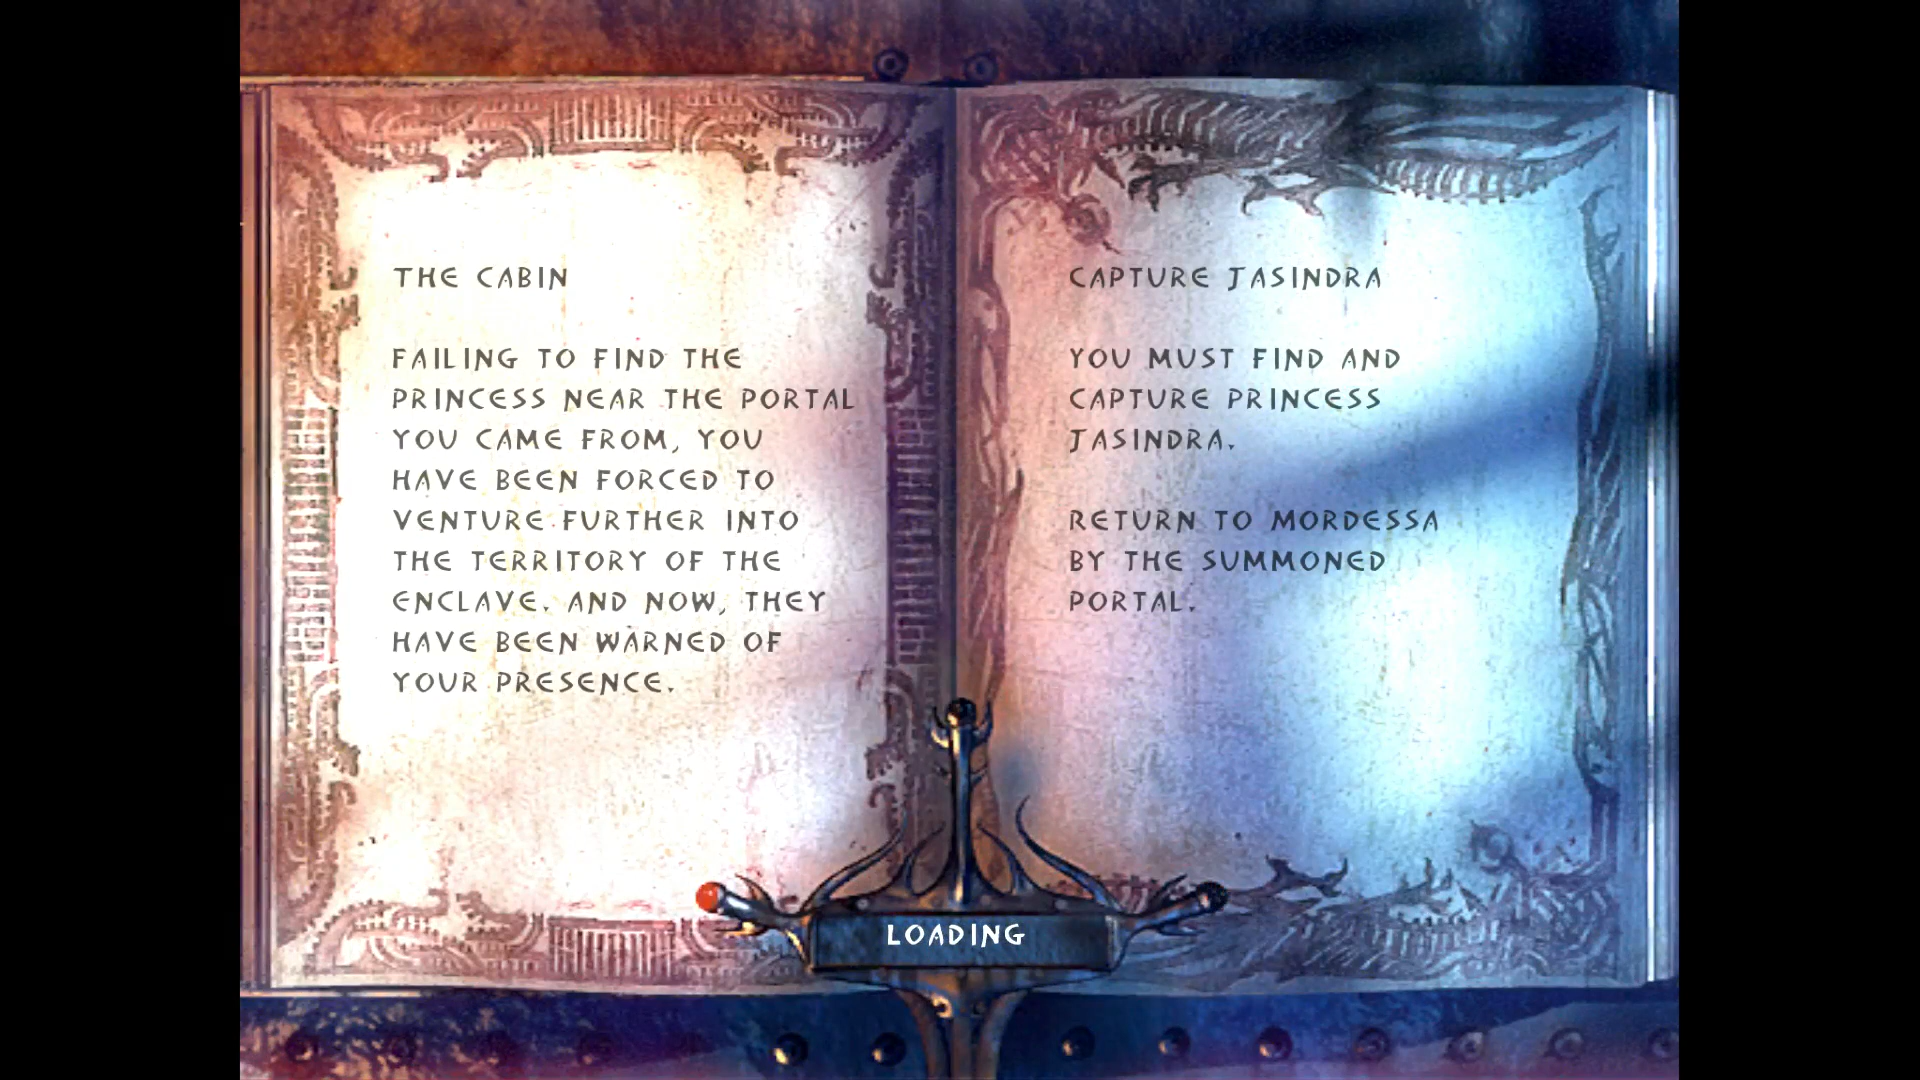 THE CABIN
FAILING TO FIND THE
PRINCESS NEAR THE PORTAL
YOU CAME FROM, YOU
HAVE BEEN FORCED TO
VENTURE FURTHER INTO
THE TERRITORY OF THE
ENCLAVE. AND NOW, THEY
HAVE BEEN WARNED OF
YOUR PRESENCE.
CAPTURE JASINDRA
YOU MUST FIND AND
CAPTURE PRINCESS
JASINDRA.
RETURN TO MORDESSA
BY THE SUMMONED
PORTAL.
LOADING